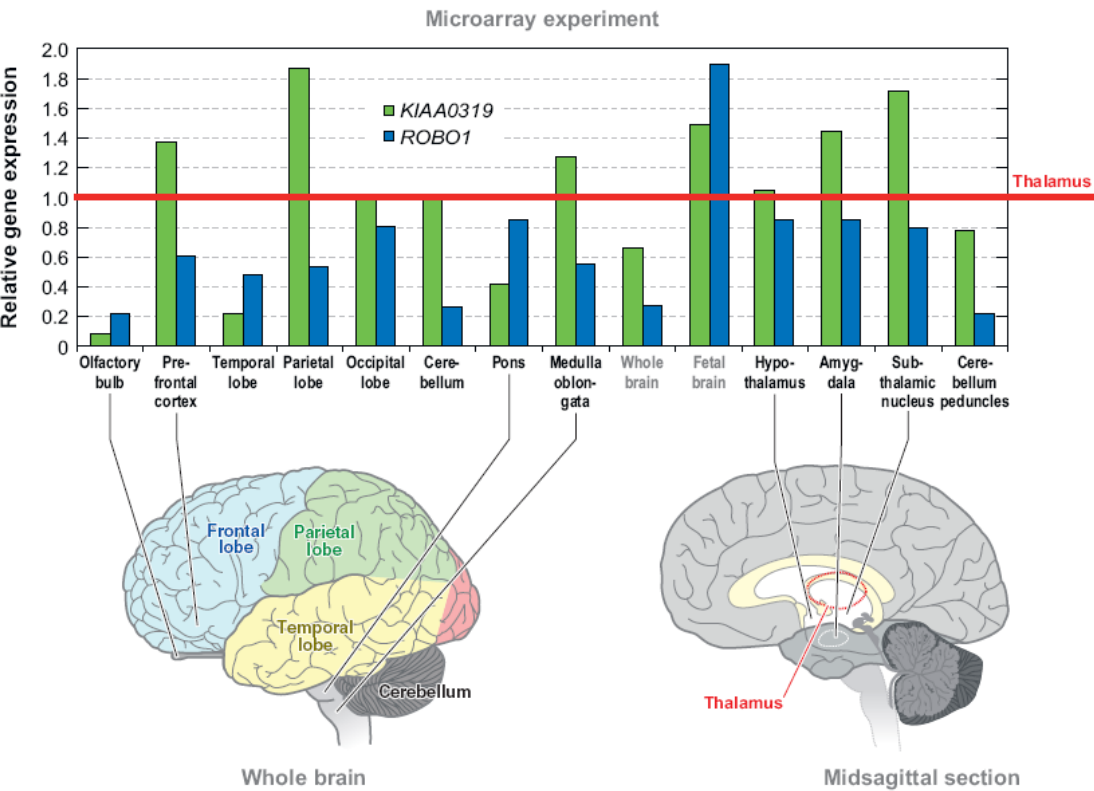 Microarray experiment
Relative gene expression
2.0
1.8
1.6
1.4
1.2
1.0
0.8
0.6
0.4
0.2
0
KIAA0319
ROBO1
Thalamus
Olfactory
bulb
Pre-
frontal
cortex
Temporal
lobe
Parietal
lobe
Occipital
lobe
Cere-
bellum
Pons
Medulla
oblon-
gata
Whole
brain
Fetal
brain
Hypo-
thalamus
Amyg-
dala
Sub-
thalamic
nucleus
Cere-
bellum
peduncles
Frontal
lobe
Parietal
lobe
Temporal
lobe
Cerebellum
Thalamus
Whole brain
Midsagittal section